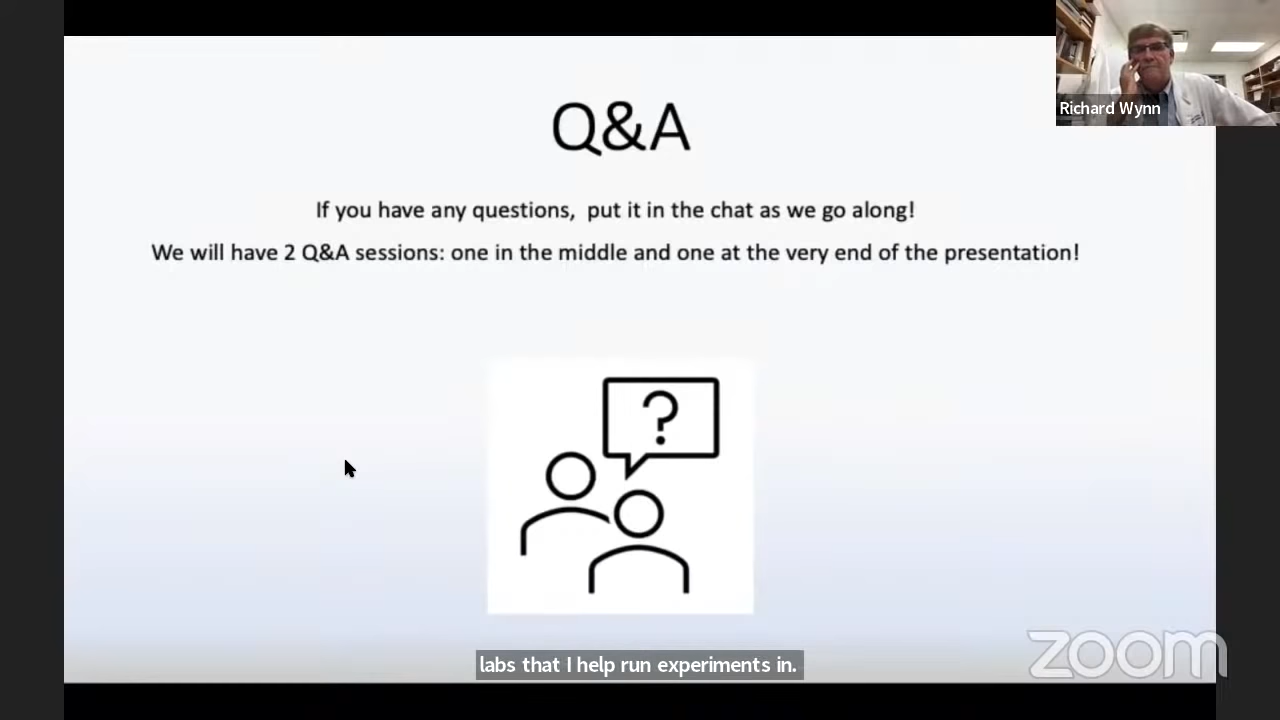 Q&A
If you have any questions, put it in the chat as we go along!
We will have 2 Q&A sessions: one in the middle and one at the very end of the presentation!
?
Richard Wynn
labs that I help run experiments in.
zoom